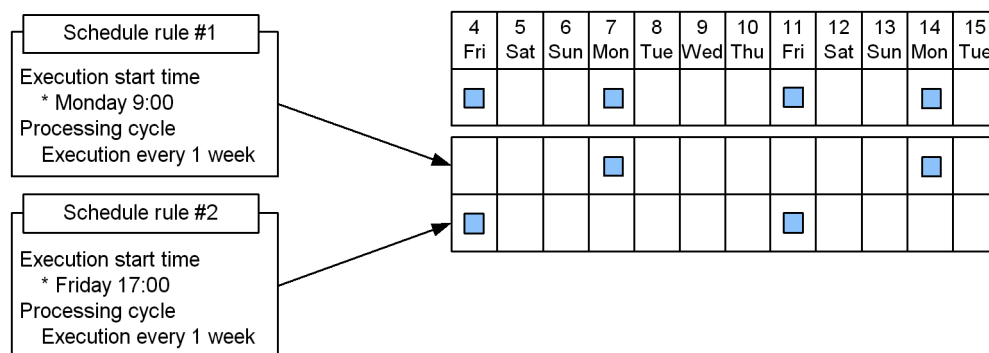 Schedule rule #1
Execution start time
* Monday 9:00
Processing cycle
Execution every 1 week
Schedule rule #2
Execution start time
* Friday 17:00
Processing cycle
Execution every 1 week
4 5 6 7 8 9 10 11 12 13 14 15
Fri Sat Sun Mon Tue Wed Thu Fri Sat Sun Mon Tue